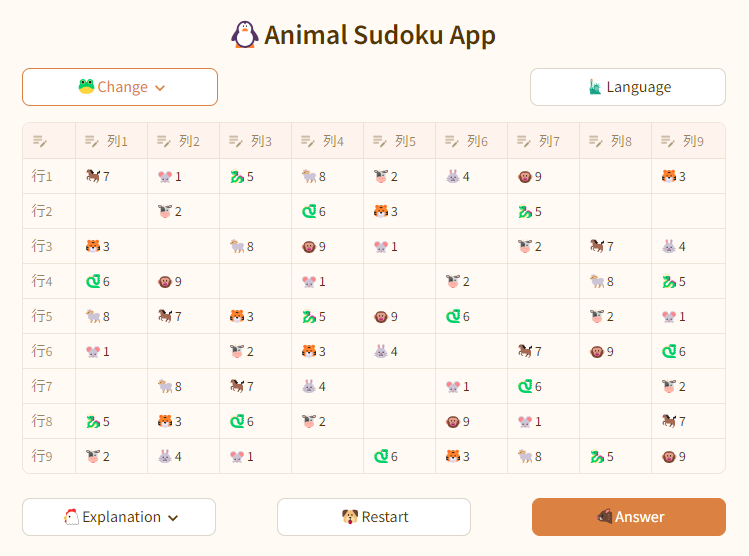 Animal Sudoku App
Change
Language
列1 列2 列3 列4 列5 列6 列7 列8 列9
行1 7 1 5 8 2 4 9 3
行2 2 6 3 5
行3 3 8 9 1 2 7 4
行4 6 9 1 2 8 5
行5 8 7 3 5 9 6 2 1
行6 1 2 3 4 7 9 6
行7 8 7 4 1 6 2
行8 5 3 6 2 9 1 7
行9 2 4 1 6 3 8 5 9
Explanation
Restart
Answer